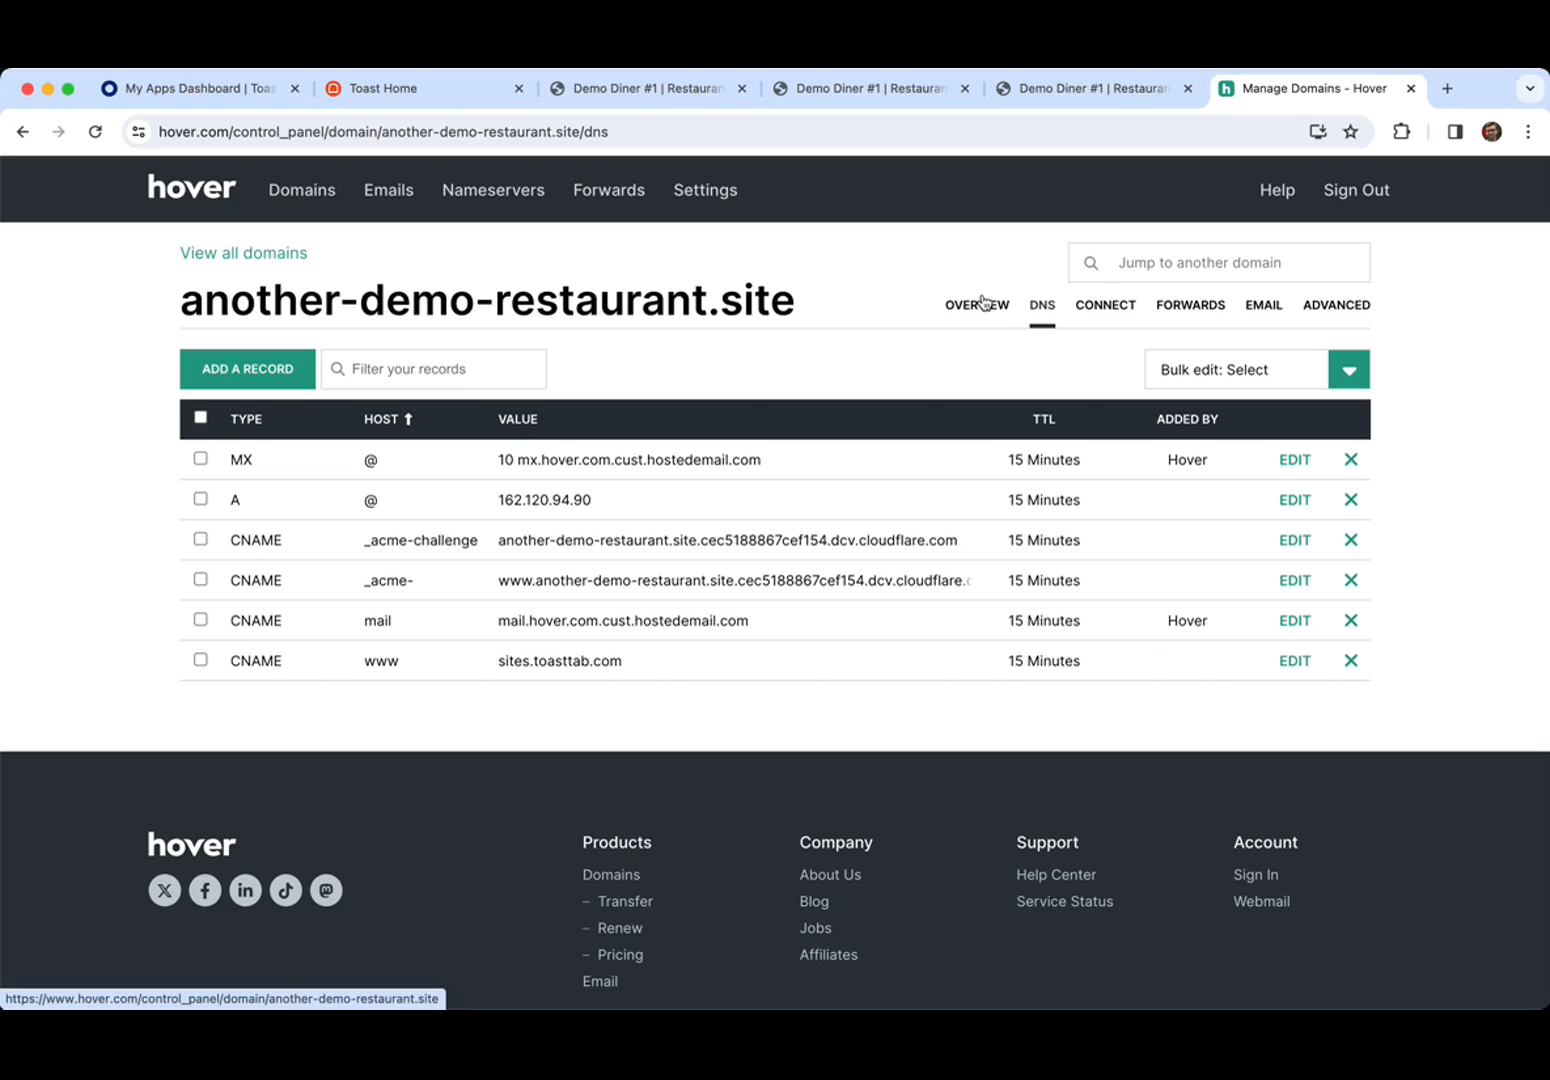 My Apps Dashboard | Toas
Toast Home
Demo Diner #1 | Restauran
Demo Diner #1 | Restauran
Demo Diner #1 | Restauran
Manage Domains - Hover
hover.com/control_panel/domain/another-demo-restaurant.site/dns
hover Domains Emails Nameservers Forwards Settings Help Sign Out
View all domains
Jump to another domain
another-demo-restaurant.site
OVERVIEW DNS CONNECT FORWARDS EMAIL ADVANCED
ADD A RECORD Filter your records Bulk edit: Select
TYPE HOST VALUE TTL ADDED BY
MX @ 10 mx.hover.com.cust.hostedemail.com 15 Minutes Hover EDIT
A @ 162.120.94.90 15 Minutes EDIT
CNAME _acme-challenge another-demo-restaurant.site.cec5188867cef154.dcv.cloudflare.com 15 Minutes EDIT
CNAME _acme- www.another-demo-restaurant.site.cec5188867cef154.dcv.cloudflare. 15 Minutes EDIT
CNAME mail mail.hover.com.cust.hostedemail.com 15 Minutes Hover EDIT
CNAME www sites.toasttab.com 15 Minutes EDIT
hover
Products
Domains
– Transfer
– Renew
– Pricing
Email
Company
About Us
Blog
Jobs
Affiliates
Support
Help Center
Service Status
Account
Sign In
Webmail
https://www.hover.com/control_panel/domain/another-demo-restaurant.site